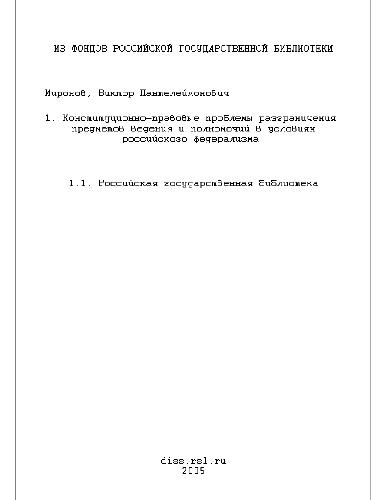 ИЗ ФОНДОВ РОССИЙСКОЙ ГОСУДАРСТВЕННОЙ БИБЛИОТЕКИ
Миронов, Виктор Пантелеймонович
1. Конститиционно-правовые проблемы разграничения
предметов ведения и полномочий в условиях
российского федерализма
1.1. Российская государственная библиотека
diss.rsl.ru
2005